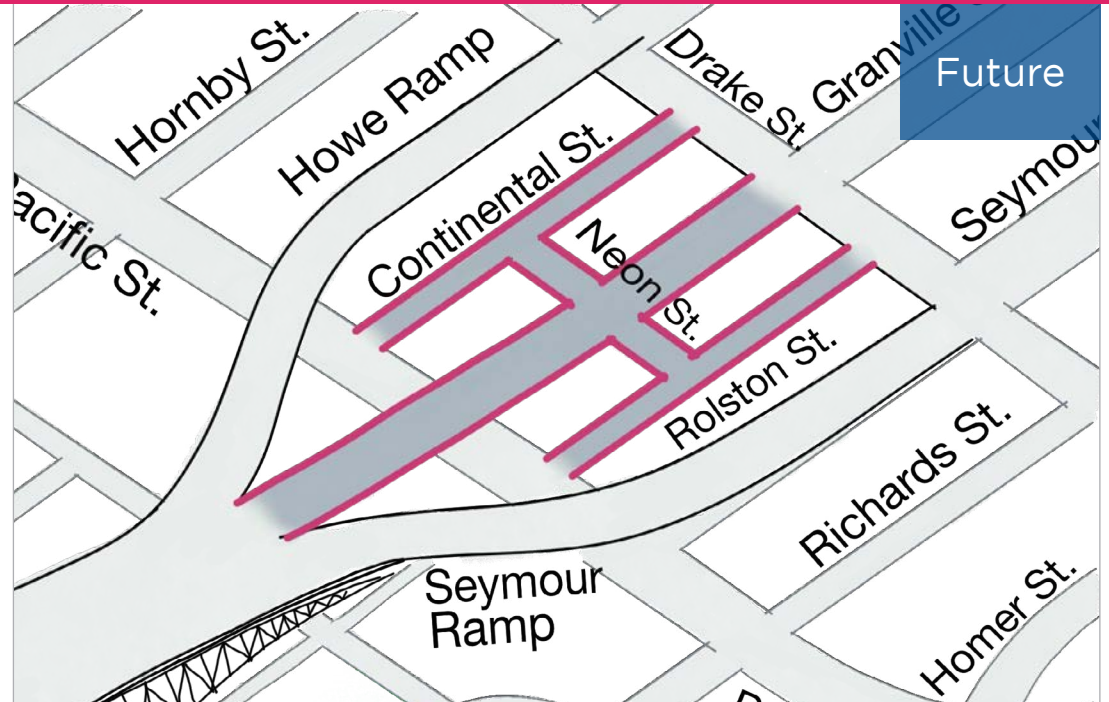 Future
Hornby St.
Howe Ramp
Drake St.
Granville
Seymour
Continental St.
Pacific St.
Neon St.
Rolston St.
Richards St.
Seymour
Ramp
Homer St.